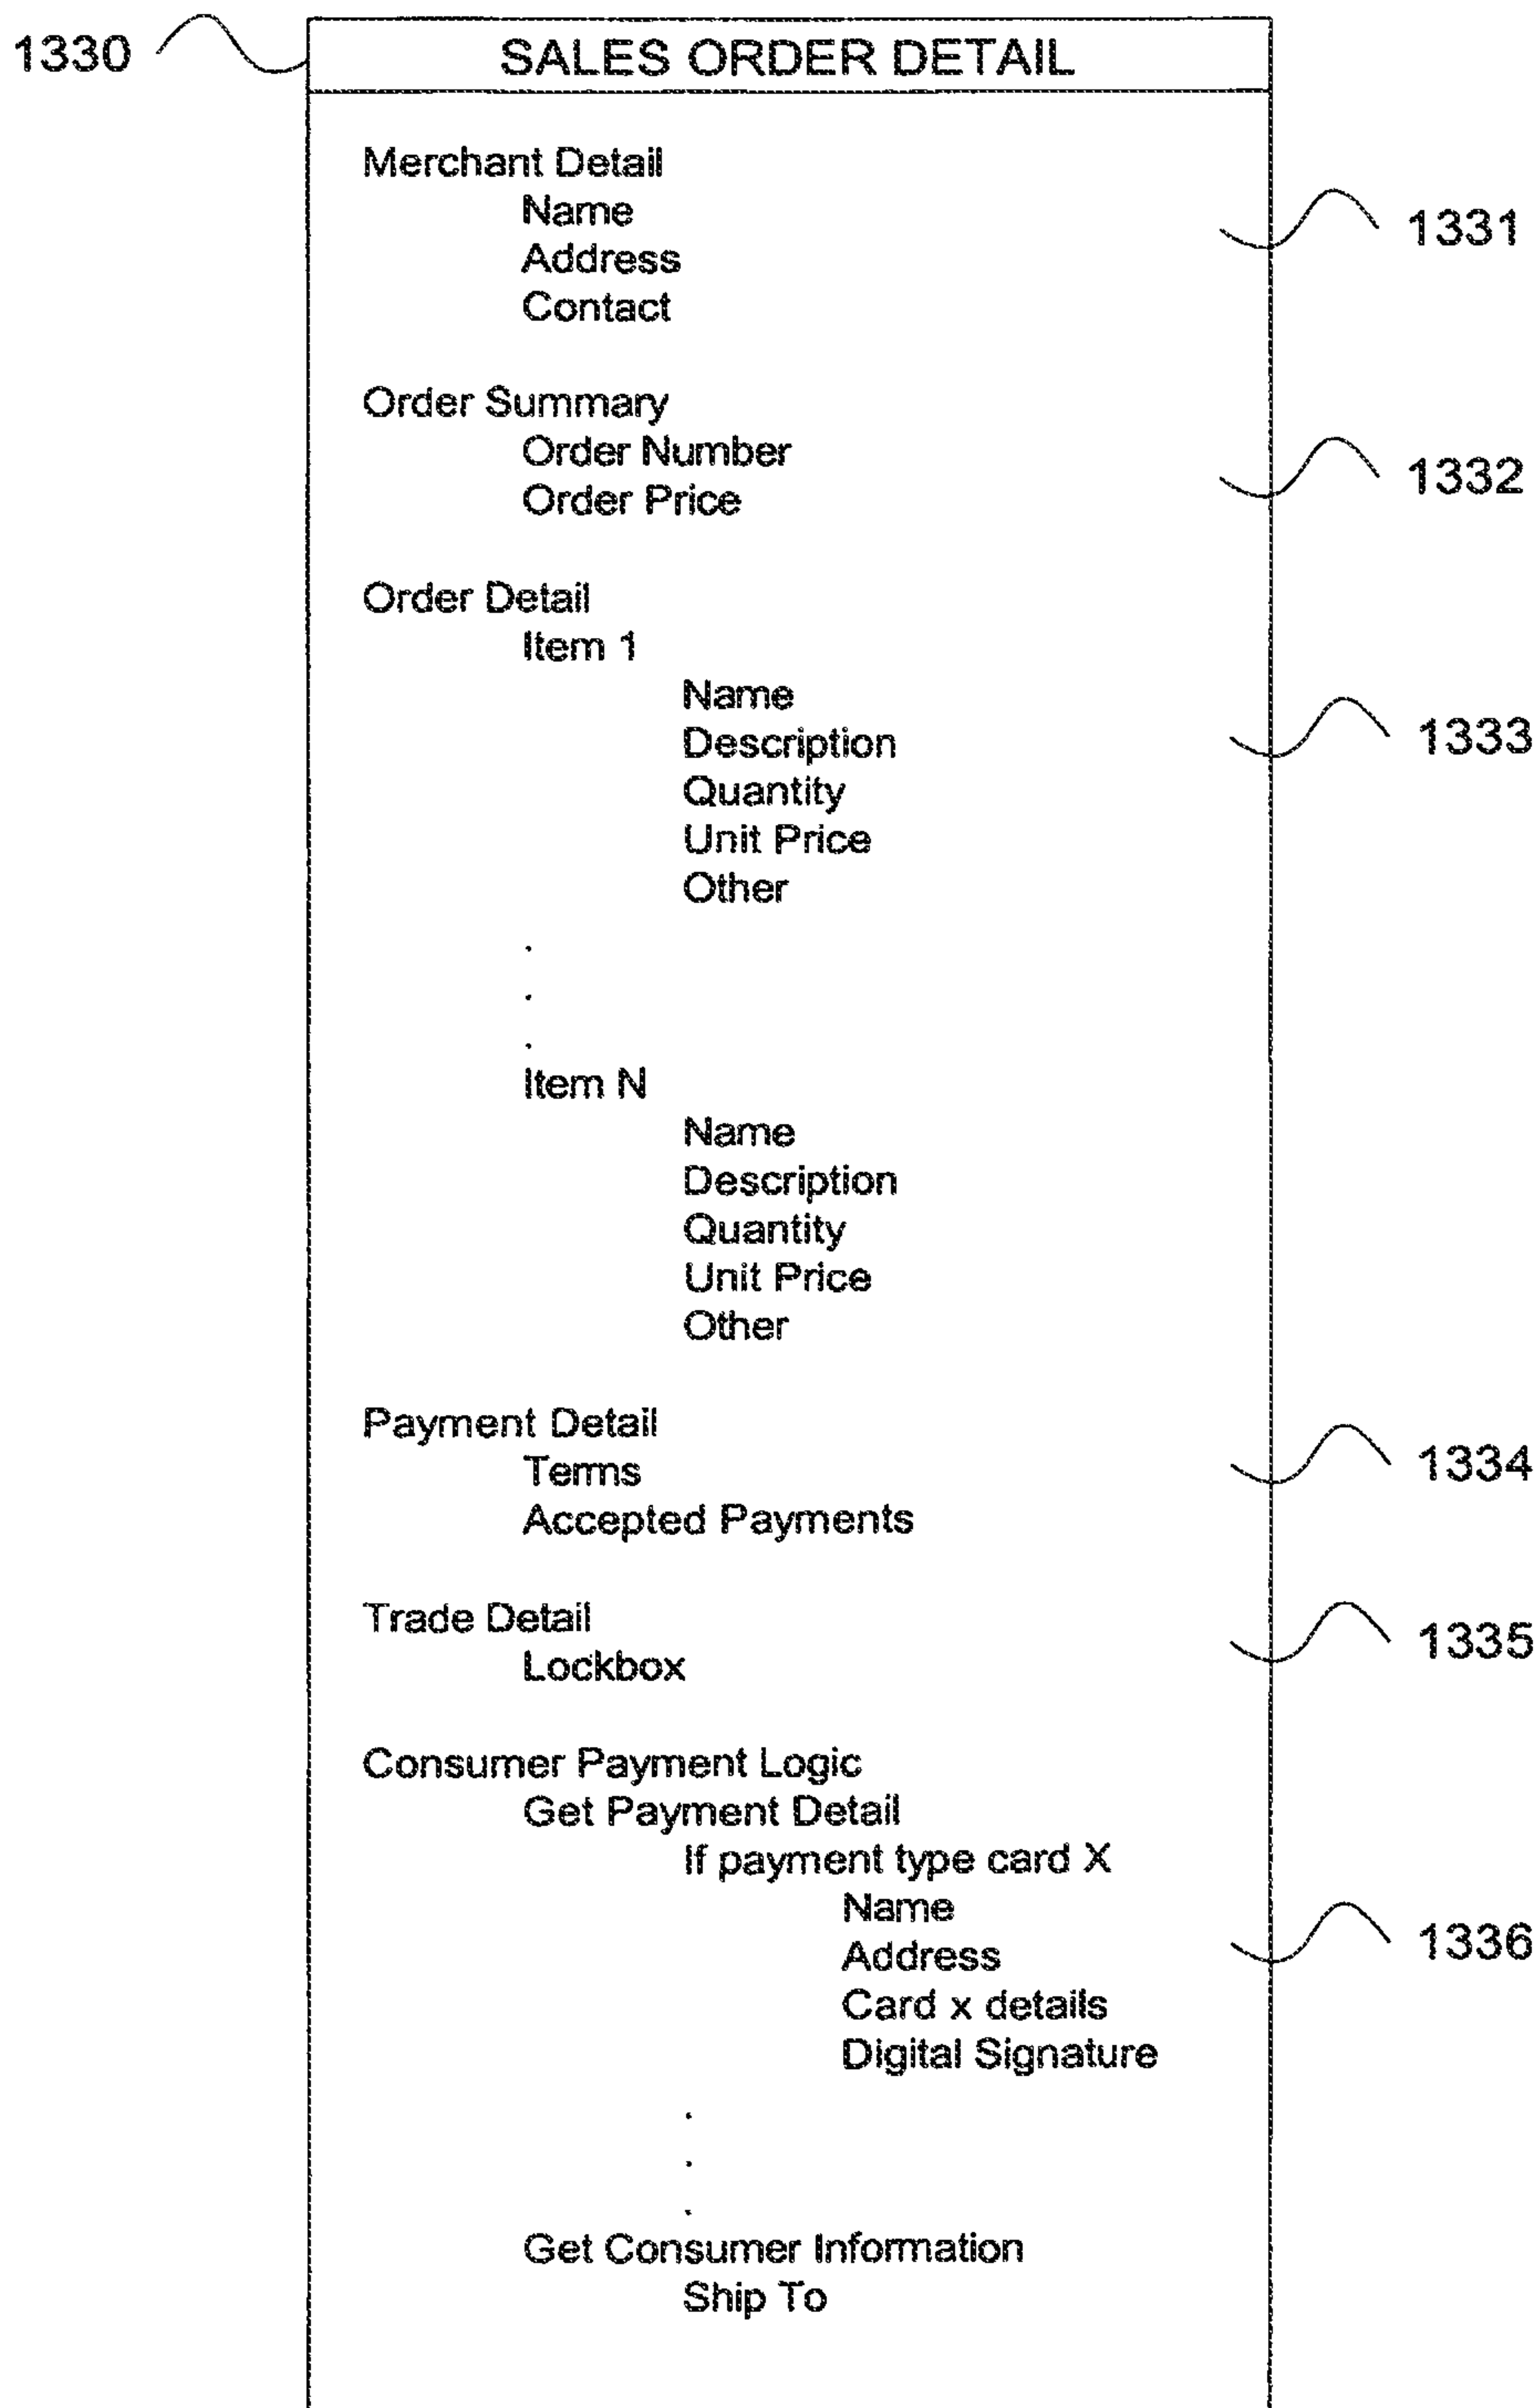 1330
SALES ORDER DETAIL
Merchant Detail
Name
1331
Address
Contact
Order Summary
Order Number
1332
Order Price
Order Detail
Item 1
Name
Description
1333
Quantity
Unit Price
Other
.
.
.
Item N
Name
Description
Quantity
Unit Price
Other
Payment Detail
Terms
1334
Accepted Payments
Trade Detail
1335
Lockbox
Consumer Payment Logic
Get Payment Detail
If payment type card X
Name
1336
Address
Card x details
Digital Signature
.
.
.
Get Consumer Information
Ship To